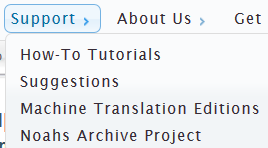 Support About Us Get
How-To Tutorials
Suggestions
Machine Translation Editions
Noahs Archive Project